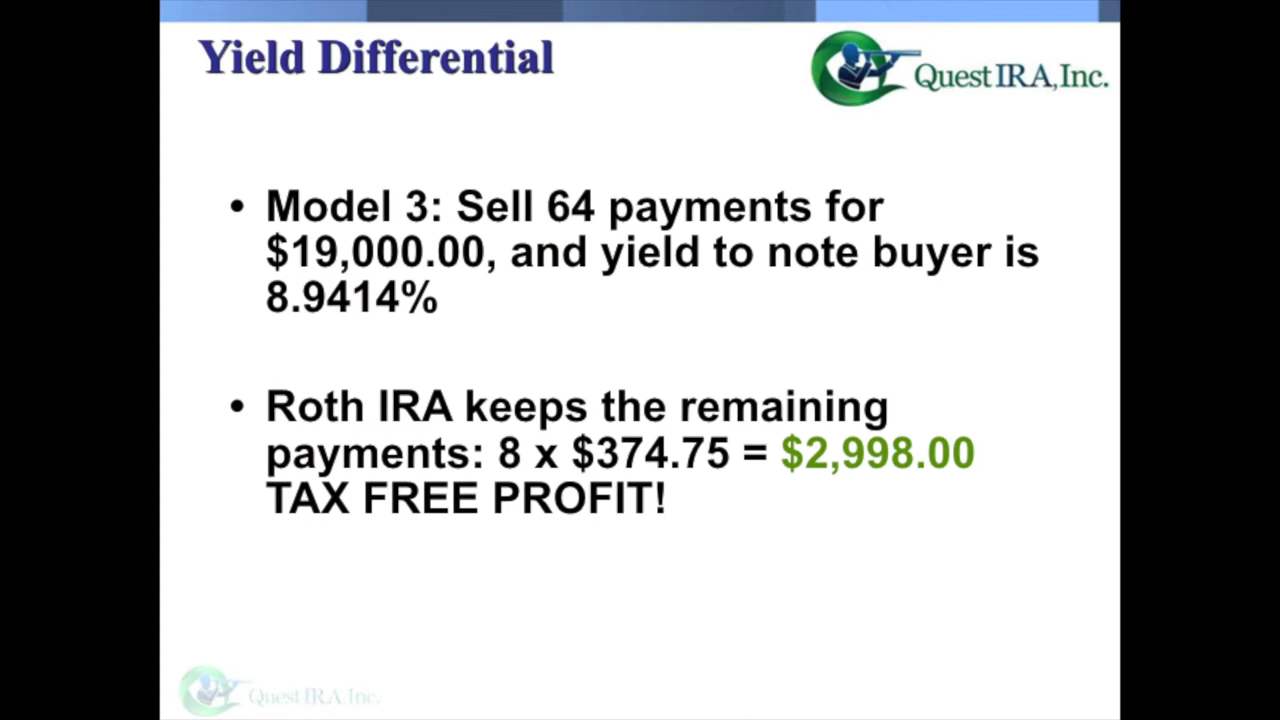 Yield Differential
Quest IRA, Inc.
• Model 3: Sell 64 payments for
$19,000.00, and yield to note buyer is
8.9414%
• Roth IRA keeps the remaining
payments: 8 x $374.75 = $2,998.00
TAX FREE PROFIT!
Quest IRA, Inc.